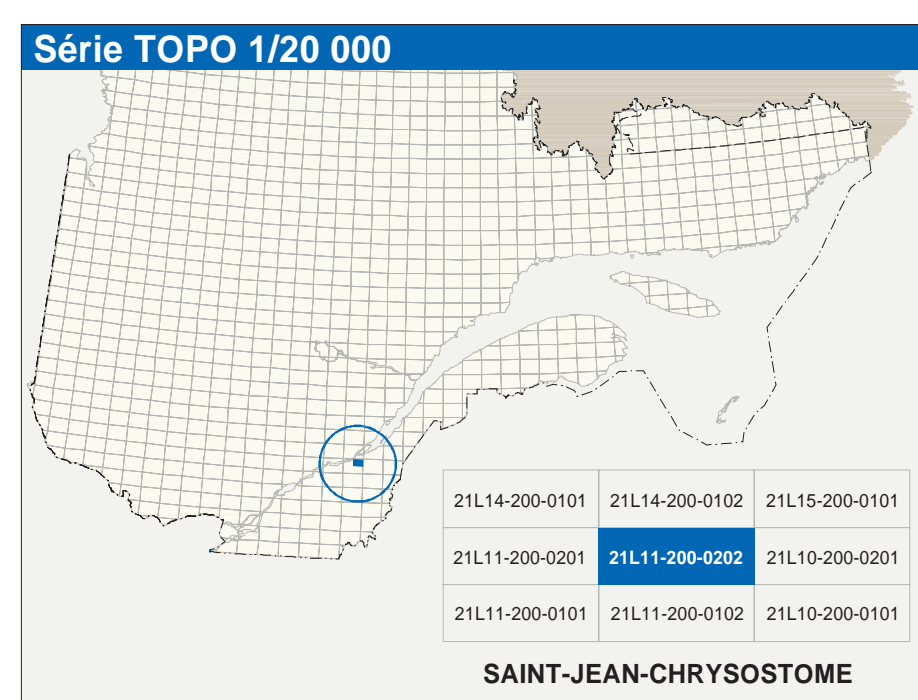 Série TOPO 1/20 000
21L14-200-0101 21L14-200-0102 21L15-200-0101
21L11-200-0201 21L11-200-0202 21L10-200-0201
21L11-200-0101 21L11-200-0102 21L10-200-0101
SAINT-JEAN-CHRYSOSTOME